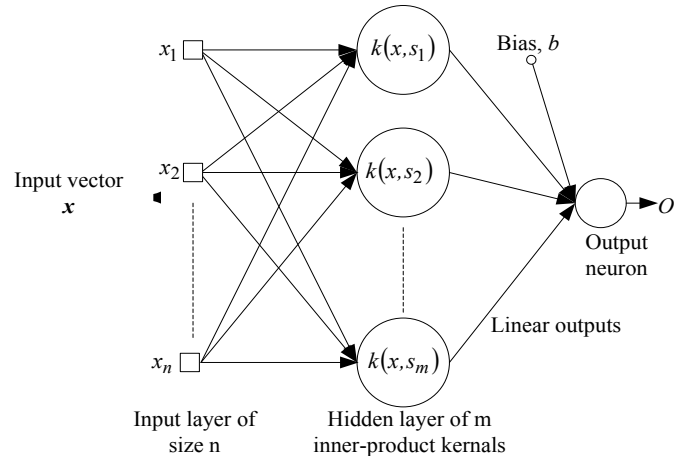 x1
k(x,s1)
Bias, b
x2
k(x,s2)
Input vector
x
O
Output
neuron
Linear outputs
xn
k(x,sm)
Input layer of
size n
Hidden layer of m
inner-product kernals